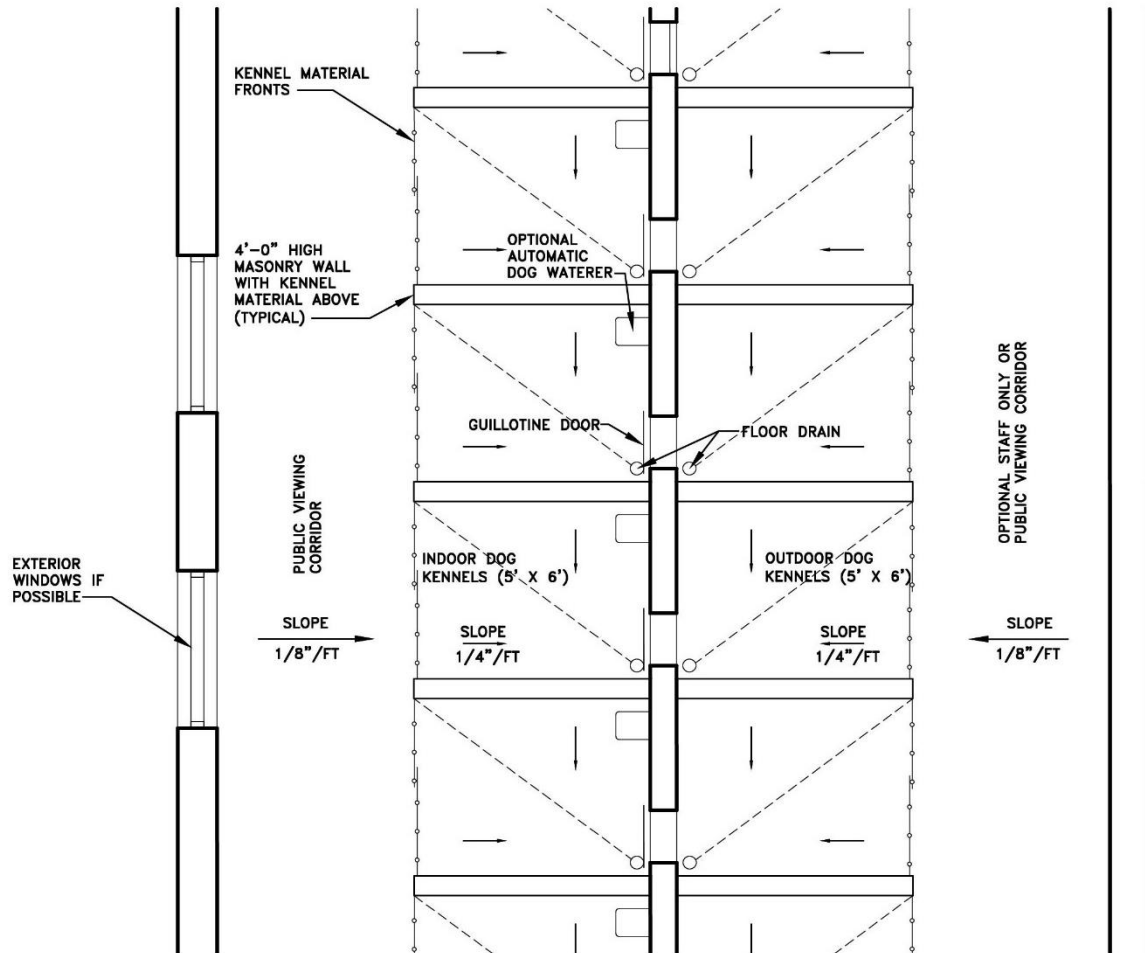 KENNEL MATERIAL
FRONTS
4'-0" HIGH
MASONRY WALL
WITH KENNEL
MATERIAL ABOVE
(TYPICAL)
OPTIONAL
AUTOMATIC
DOG WATERER
GUILLOTINE DOOR
FLOOR DRAIN
OPTIONAL STAFF ONLY OR
PUBLIC VIEWING CORRIDOR
PUBLIC VIEWING
CORRIDOR
EXTERIOR
WINDOWS IF
POSSIBLE
INDOOR DOG
KENNELS (5' X 6')
OUTDOOR DOG
KENNELS (5' X 6')
SLOPE
1/8"/FT
SLOPE
1/4"/FT
SLOPE
1/4"/FT
SLOPE
1/8"/FT